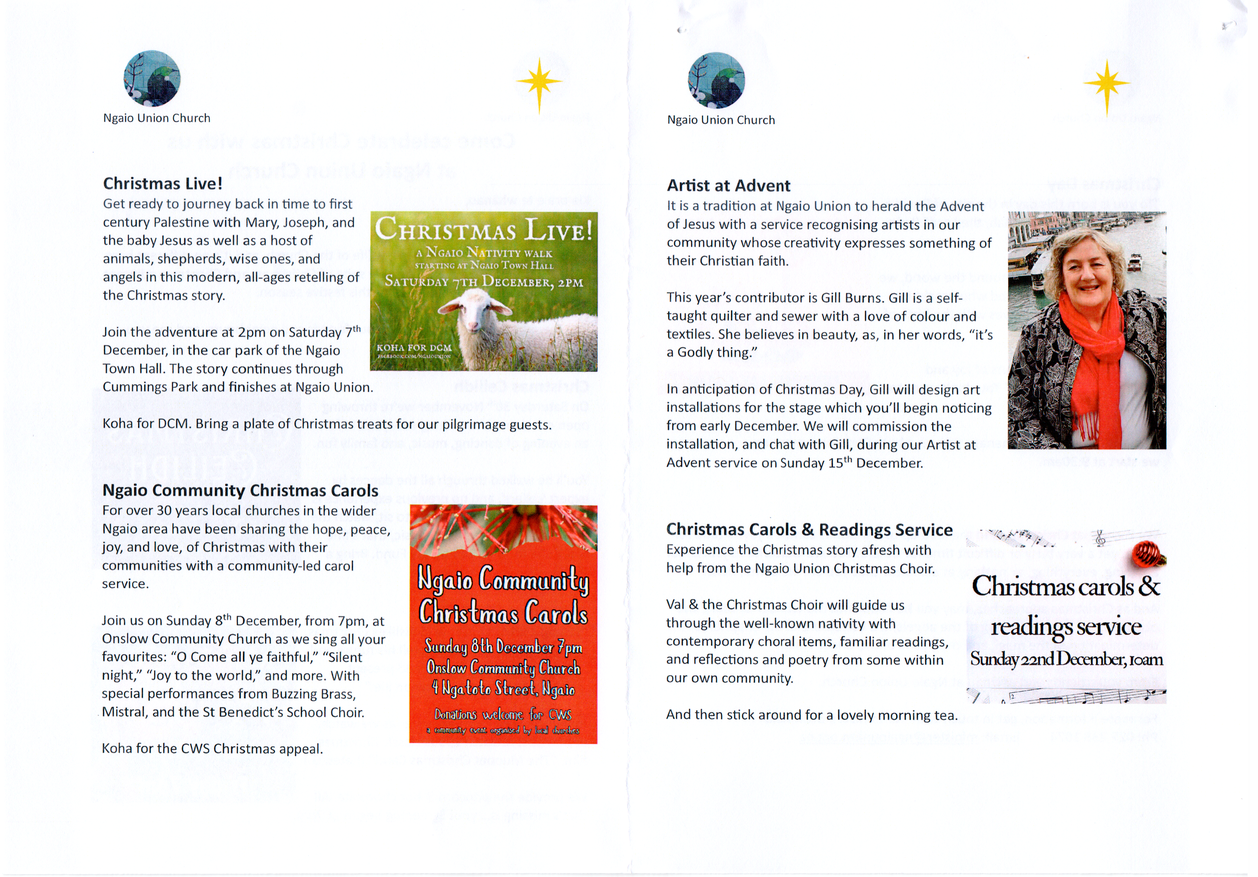 Ngaio Union Church
Christmas Live!
Get ready to journey back in time to first
century Palestine with Mary, Joseph, and
the baby Jesus as well as a host of
animals, shepherds, wise ones, and
angels in this modern, all-ages retelling of
the Christmas story.
Join the adventure at 2pm on Saturday 7th
December, in the car park of the Ngaio
Town Hall. The story continues through
Cummings Park and finishes at Ngaio Union.
Koha for DCM. Bring a plate of Christmas treats for our pilgrimage guests.
Christmas Live!
a Ngaio Nativity walk
starting at Ngaio Town Hall
Saturday 7th December, 2pm
Koha for DCM
facebook.com/ngaiounion
Ngaio Community Christmas Carols
For over 30 years local churches in the wider
Ngaio area have been sharing the hope, peace,
joy, and love, of Christmas with their
communities with a community-led carol
service.
Join us on Sunday 8th December, from 7pm, at
Onslow Community Church as we sing all your
favourites: “O Come all ye faithful,” “Silent
night,” “Joy to the world,” and more. With
special performances from Buzzing Brass,
Mistral, and the St Benedict’s School Choir.
Koha for the CWS Christmas appeal.
Ngaio Community
Christmas Carols
Sunday 8th December 7pm
Onslow Community Church
4 Ngatoto Street, Ngaio
Donations welcome for CWS
a community event organised by local churches
Ngaio Union Church
Artist at Advent
It is a tradition at Ngaio Union to herald the Advent
of Jesus with a service recognising artists in our
community whose creativity expresses something of
their Christian faith.
This year’s contributor is Gill Burns. Gill is a self-
taught quilter and sewer with a love of colour and
textiles. She believes in beauty, as, in her words, “it’s
a Godly thing.”
In anticipation of Christmas Day, Gill will design art
installations for the stage which you’ll begin noticing
from early December. We will commission the
installation, and chat with Gill, during our Artist at
Advent service on Sunday 15th December.
Christmas Carols & Readings Service
Experience the Christmas story afresh with
help from the Ngaio Union Christmas Choir.
Val & the Christmas Choir will guide us
through the well-known nativity with
contemporary choral items, familiar readings,
and reflections and poetry from some within
our own community.
And then stick around for a lovely morning tea.
Christmas carols &
readings service
Sunday 22nd December, 10am